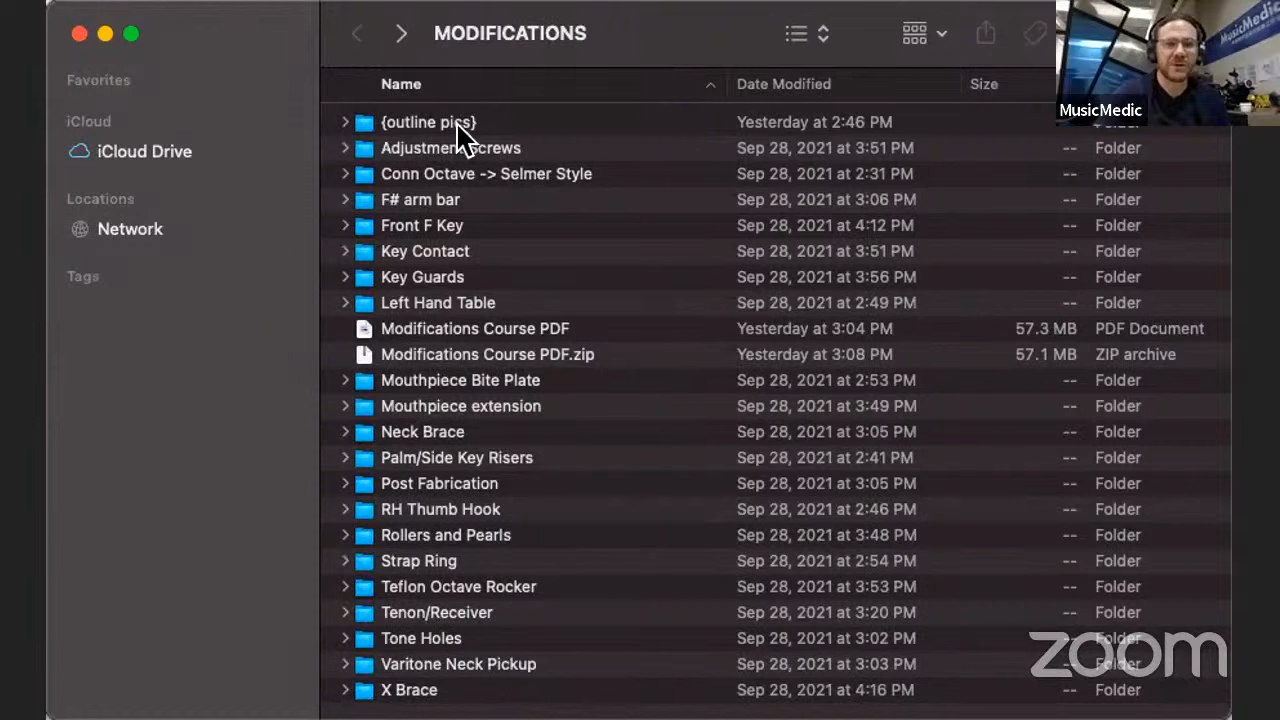 MODIFICATIONS
MusicMedic
MusicMedic
Favorites
iCloud
iCloud Drive
Locations
Network
Tags
Name Date Modified Size
{outline pics} Yesterday at 2:46 PM -- Folder
Adjustment Screws Sep 28, 2021 at 3:51 PM -- Folder
Conn Octave -> Selmer Style Sep 28, 2021 at 2:31 PM -- Folder
F# arm bar Sep 28, 2021 at 3:06 PM -- Folder
Front F Key Sep 28, 2021 at 4:12 PM -- Folder
Key Contact Sep 28, 2021 at 3:51 PM -- Folder
Key Guards Sep 28, 2021 at 3:56 PM -- Folder
Left Hand Table Sep 28, 2021 at 2:49 PM -- Folder
Modifications Course PDF Yesterday at 3:04 PM 57.3 MB PDF Document
Modifications Course PDF.zip Yesterday at 3:08 PM 57.1 MB ZIP archive
Mouthpiece Bite Plate Sep 28, 2021 at 2:53 PM -- Folder
Mouthpiece extension Sep 28, 2021 at 3:49 PM -- Folder
Neck Brace Sep 28, 2021 at 3:05 PM -- Folder
Palm/Side Key Risers Sep 28, 2021 at 2:41 PM -- Folder
Post Fabrication Sep 28, 2021 at 3:05 PM -- Folder
RH Thumb Hook Sep 28, 2021 at 2:46 PM -- Folder
Rollers and Pearls Sep 28, 2021 at 3:48 PM -- Folder
Strap Ring Sep 28, 2021 at 2:54 PM -- Folder
Teflon Octave Rocker Sep 28, 2021 at 3:53 PM -- Folder
Tenon/Receiver Sep 28, 2021 at 3:20 PM -- Folder
Tone Holes Sep 28, 2021 at 3:02 PM -- Folder
Varitone Neck Pickup Sep 28, 2021 at 3:03 PM -- Folder
X Brace Sep 28, 2021 at 4:16 PM -- Folder
zoom